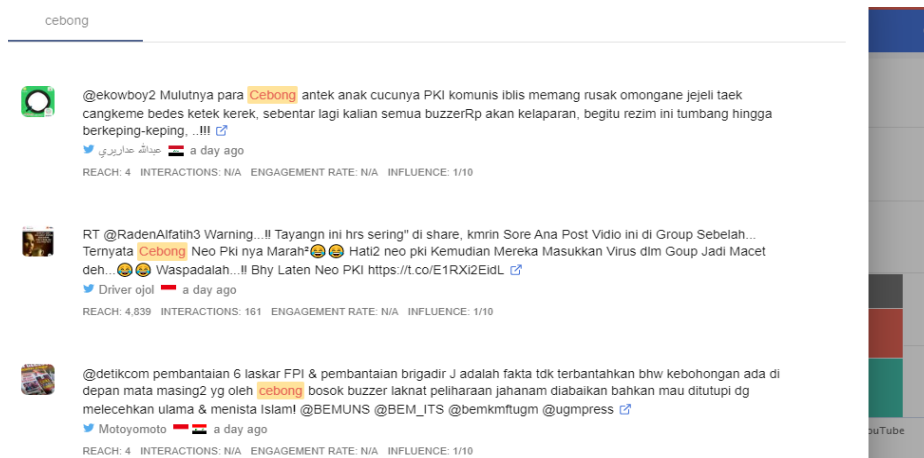 cebong
@ekowboy2 Mulutnya para Cebong antek anak cucunya PKI komunis iblis memang rusak omongane jejeli taek
cangkeme bedes ketek kerek, sebentar lagi kalian semua buzzerRp akan kelaparan, begitu rezim ini tumbang hingga
berkeping-keping, ..!!!
عبدالله عداريري a day ago
REACH: 4 INTERACTIONS: N/A ENGAGEMENT RATE: N/A INFLUENCE: 1/10
RT @RadenAlfatih3 Warning...!! Tayangn ini hrs sering" di share, kmrin Sore Ana Post Vidio ini di Group Sebelah...
Ternyata Cebong Neo Pki nya Marah²😂😂 Hati2 neo pki Kemudian Mereka Masukkan Virus dlm Goup Jadi Macet
deh...😂😂 Waspadalah...!! Bhy Laten Neo PKI https://t.co/E1RXi2EidL
Driver ojol a day ago
REACH: 4,839 INTERACTIONS: 161 ENGAGEMENT RATE: N/A INFLUENCE: 1/10
@detikcom pembantaian 6 laskar FPI & pembantaian brigadir J adalah fakta tdk terbantahkan bhw kebohongan ada di
depan mata masing2 yg oleh cebong bosok buzzer laknat peliharaan jahanam diabaikan bahkan mau ditutupi dg
melecehkan ulama & menista Islam! @BEMUNS @BEM_ITS @bemkmftugm @ugmpress
Motoyomoto a day ago
REACH: 4 INTERACTIONS: N/A ENGAGEMENT RATE: N/A INFLUENCE: 1/10
ouTube